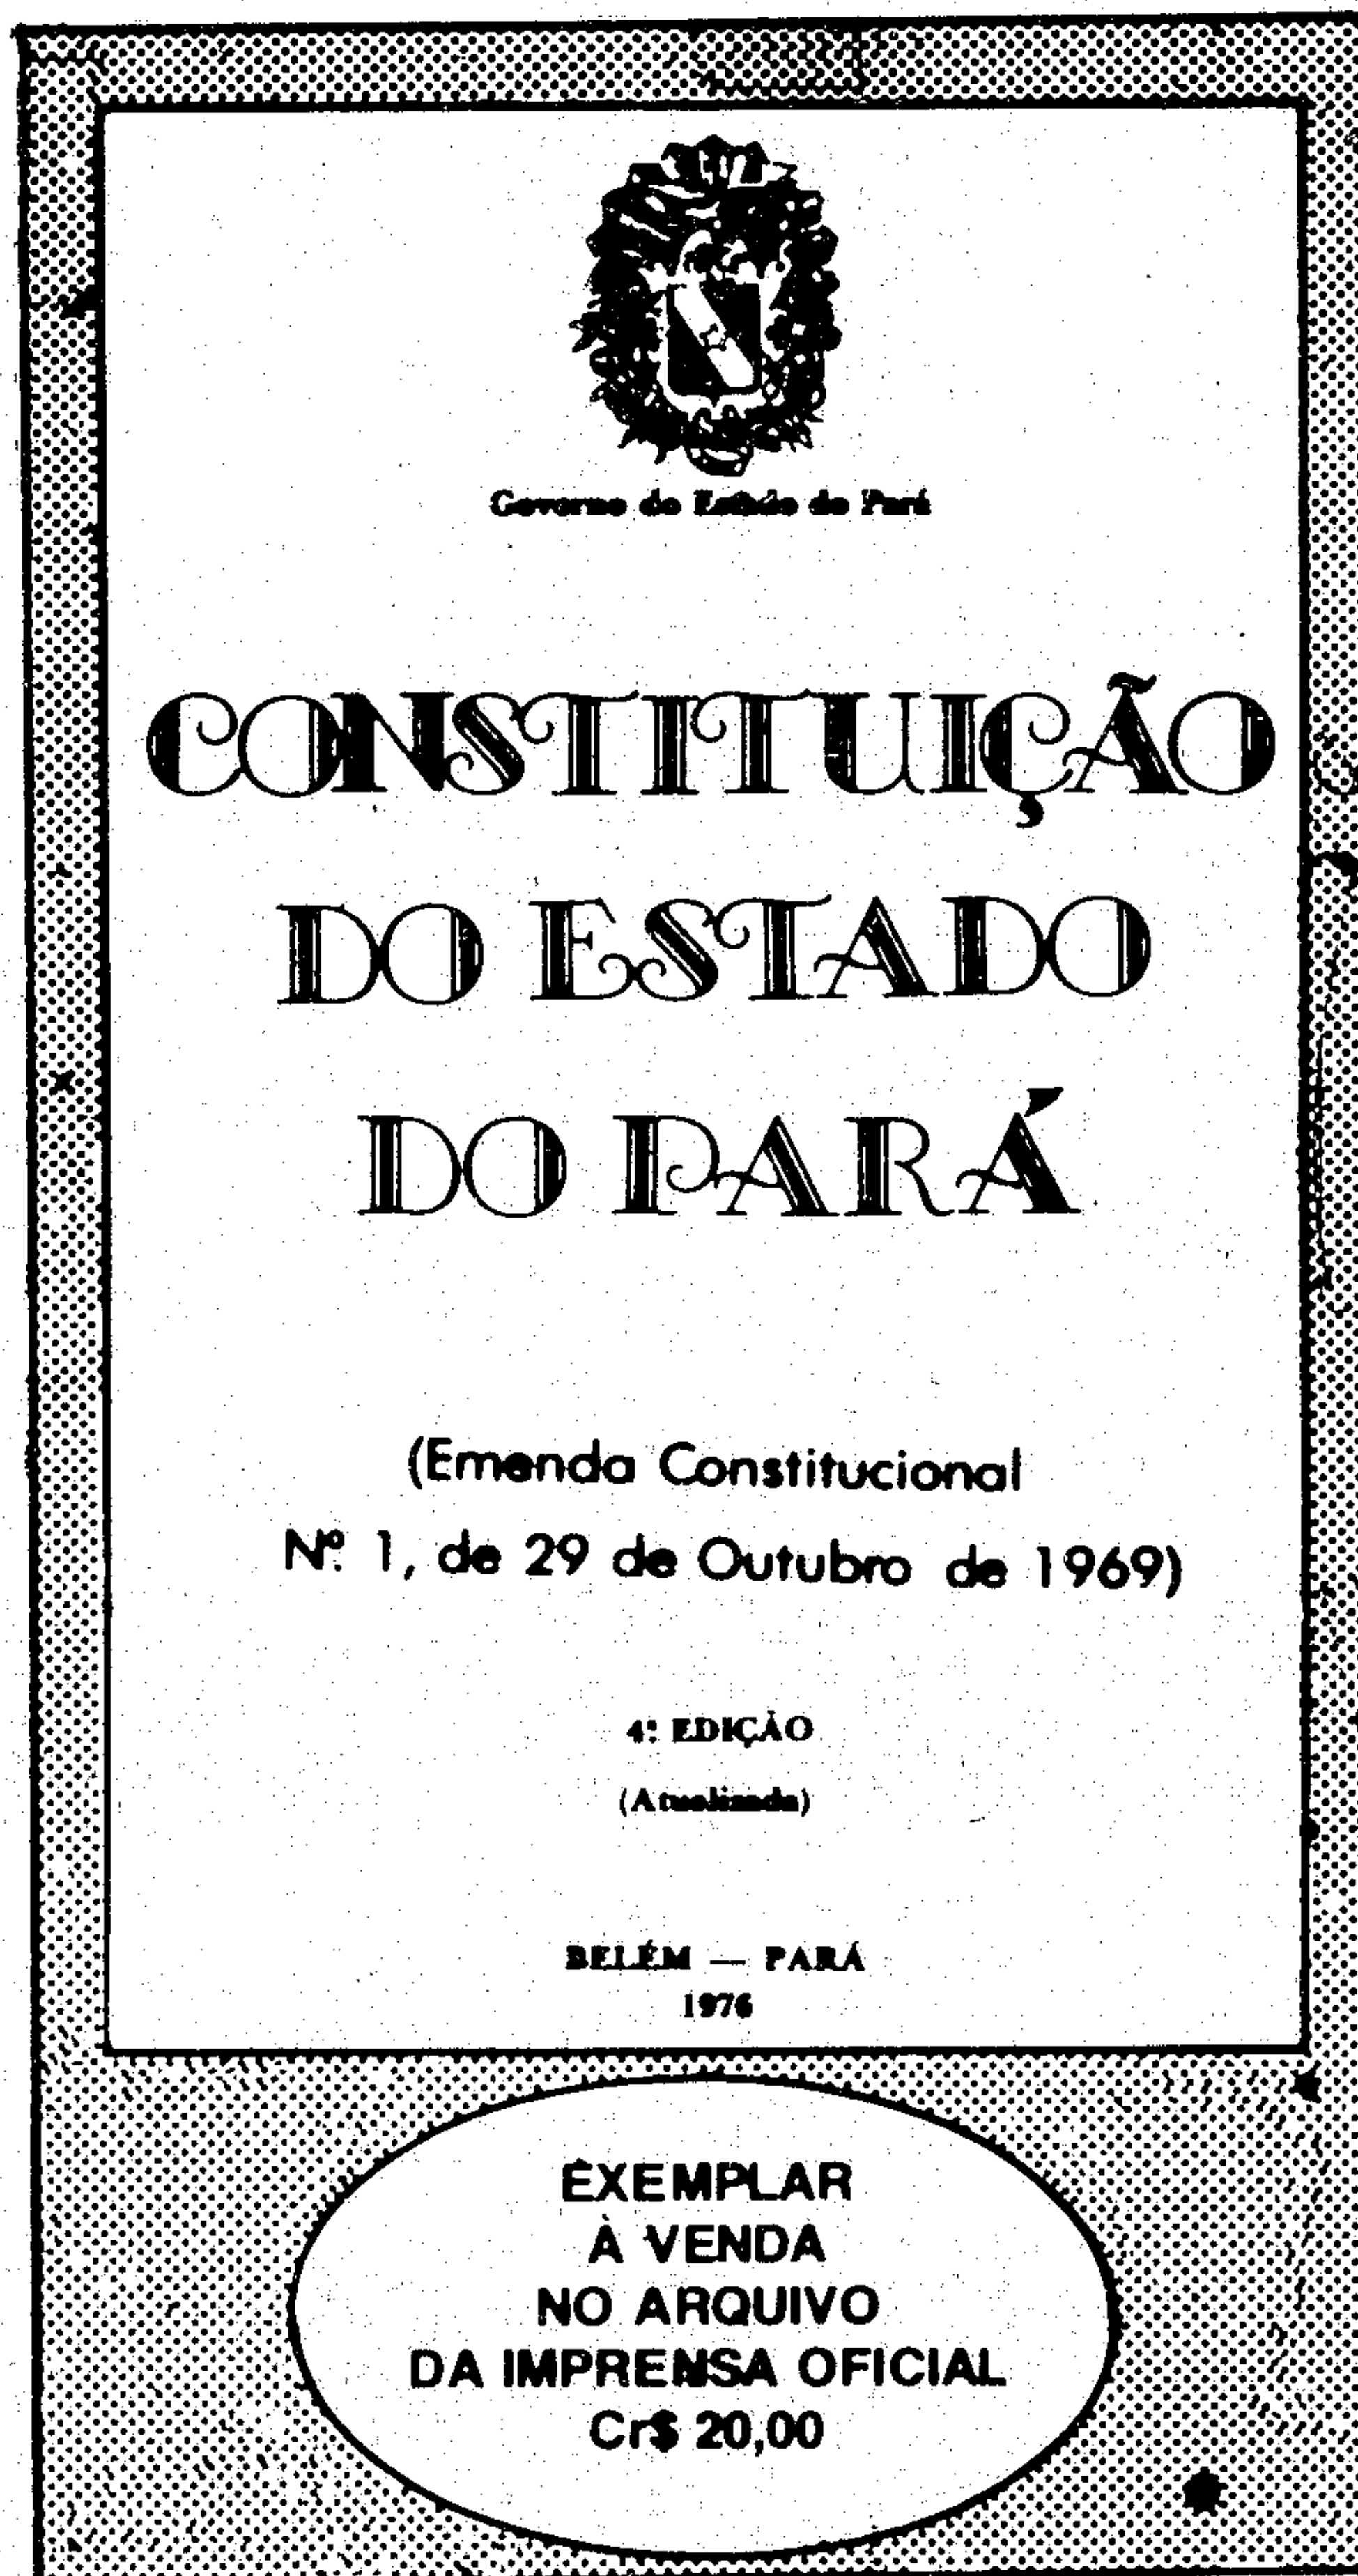 Governo do Estado do Pará
CONSTITUIÇÃO
DO ESTADO
DO PARÁ
(Emenda Constitucional
Nº 1, de 29 de Outubro de 1969)
4ª EDIÇÃO
(Atualizada)
BELÉM — PARÁ
1976
EXEMPLAR
À VENDA
NO ARQUIVO
DA IMPRENSA OFICIAL
Cr$ 20,00